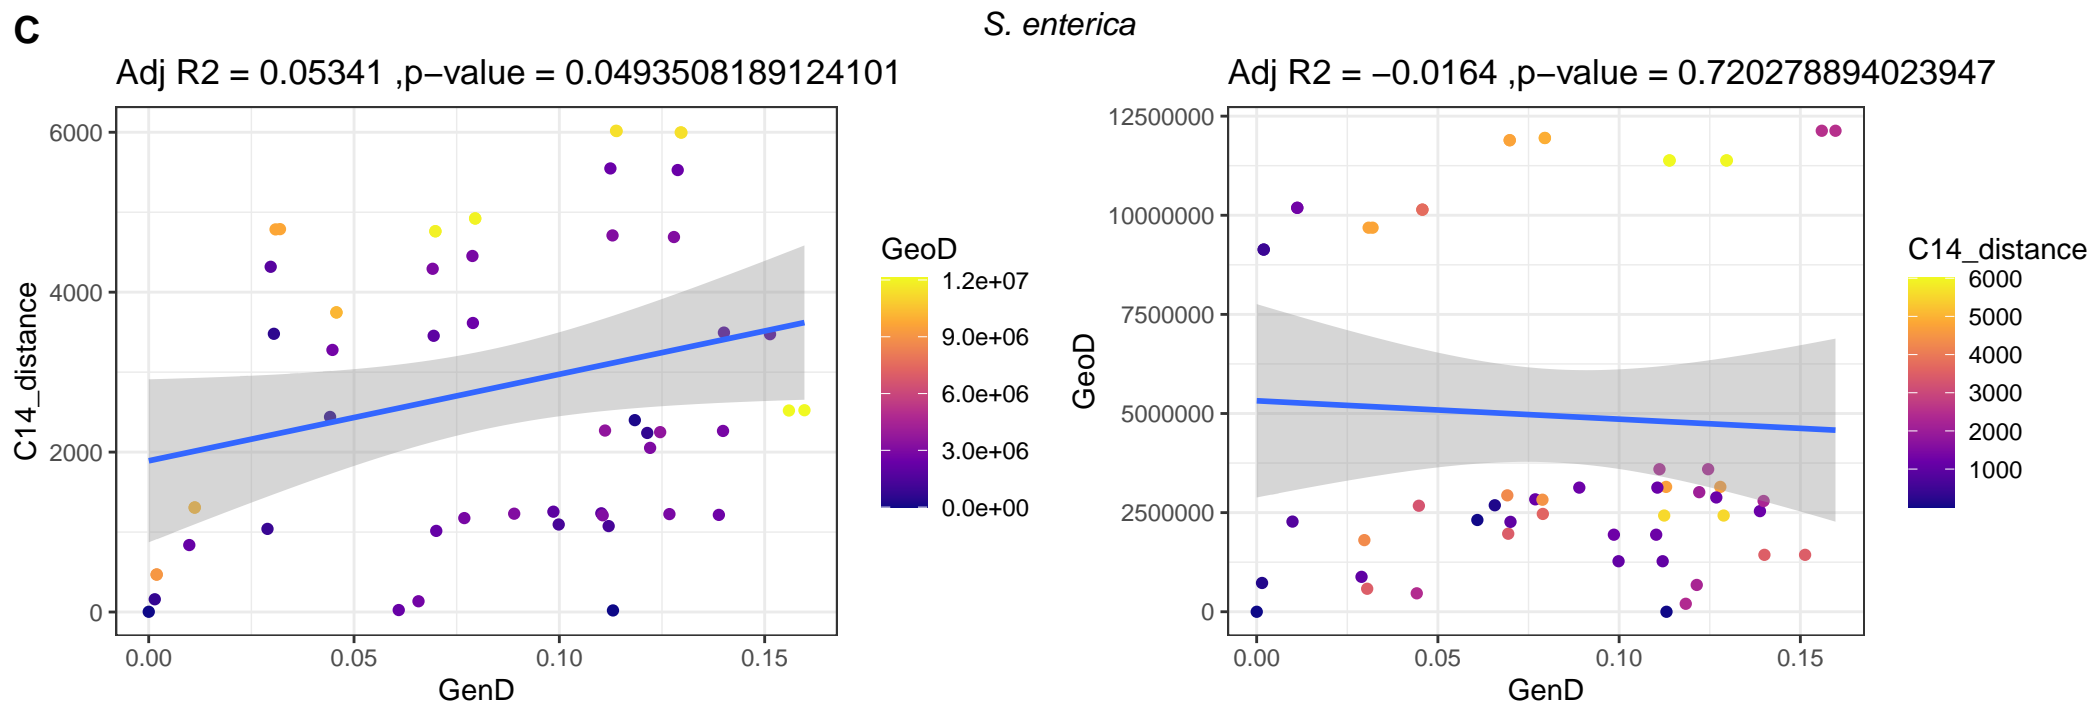 C
S. enterica
Adj R2 = 0.05341 ,p−value = 0.0493508189124101
6000
4000
2000
0
C14_distance
0.00 0.05 0.10 0.15
GenD
GeoD
1.2e+07
9.0e+06
6.0e+06
3.0e+06
0.0e+00
Adj R2 = −0.0164 ,p−value = 0.720278894023947
12500000
10000000
7500000
5000000
2500000
0
GeoD
0.00 0.05 0.10 0.15
GenD
C14_distance
6000
5000
4000
3000
2000
1000